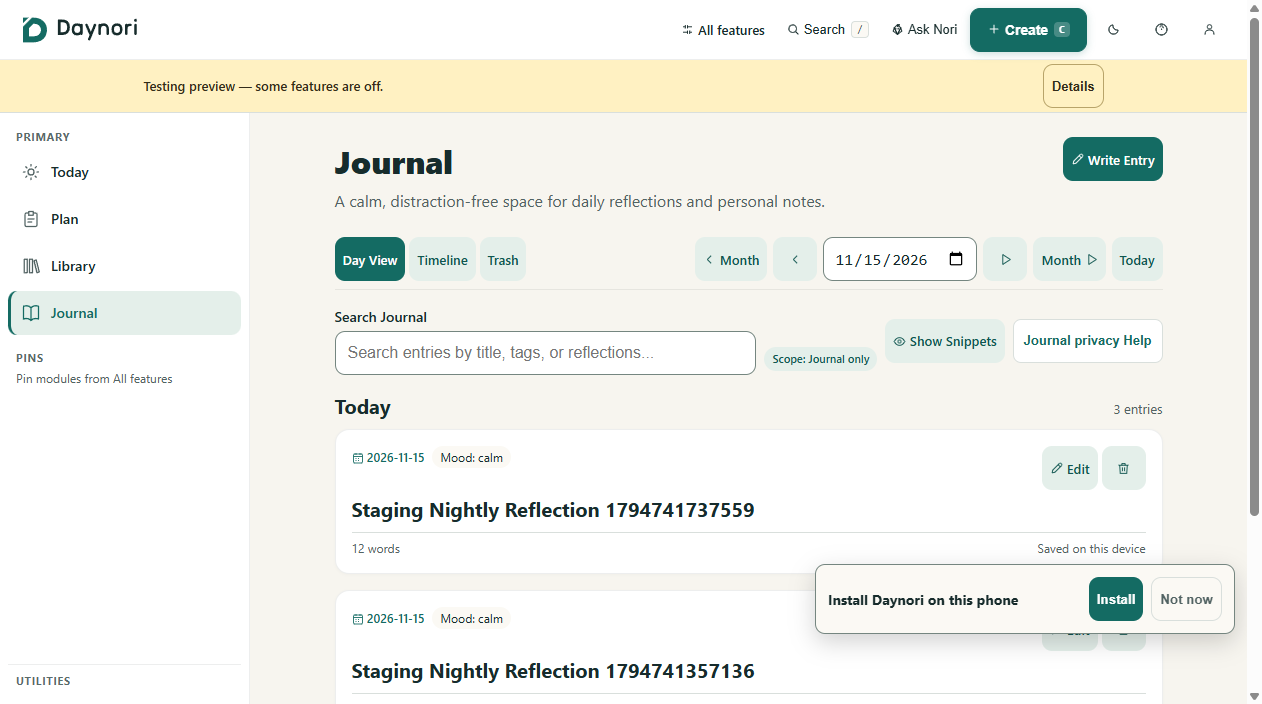 Daynori
All features
Search /
Ask Nori
+ Create C
Testing preview — some features are off.
Details
PRIMARY
Today
Plan
Library
Journal
PINS
Pin modules from All features
UTILITIES
Journal
Write Entry
A calm, distraction-free space for daily reflections and personal notes.
Day View
Timeline
Trash
Month
11/15/2026
Month
Today
Search Journal
Search entries by title, tags, or reflections...
Scope: Journal only
Show Snippets
Journal privacy Help
Today
3 entries
2026-11-15 Mood: calm
Edit
Staging Nightly Reflection 1794741737559
12 words
Saved on this device
Install Daynori on this phone
Install
Not now
2026-11-15 Mood: calm
Staging Nightly Reflection 1794741357136